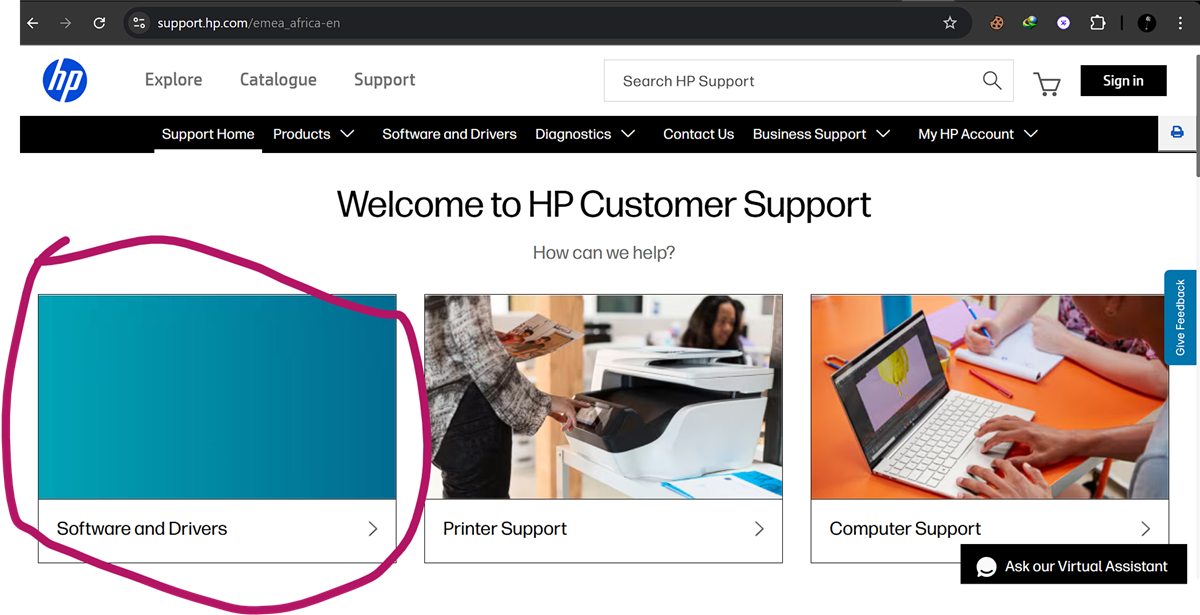 support.hp.com/emea_africa-en
hp
Explore Catalogue Support
Search HP Support
Sign in
Support Home Products Software and Drivers Diagnostics Contact Us Business Support My HP Account
Welcome to HP Customer Support
How can we help?
Give Feedback
Software and Drivers
Printer Support
Computer Support
Ask our Virtual Assistant